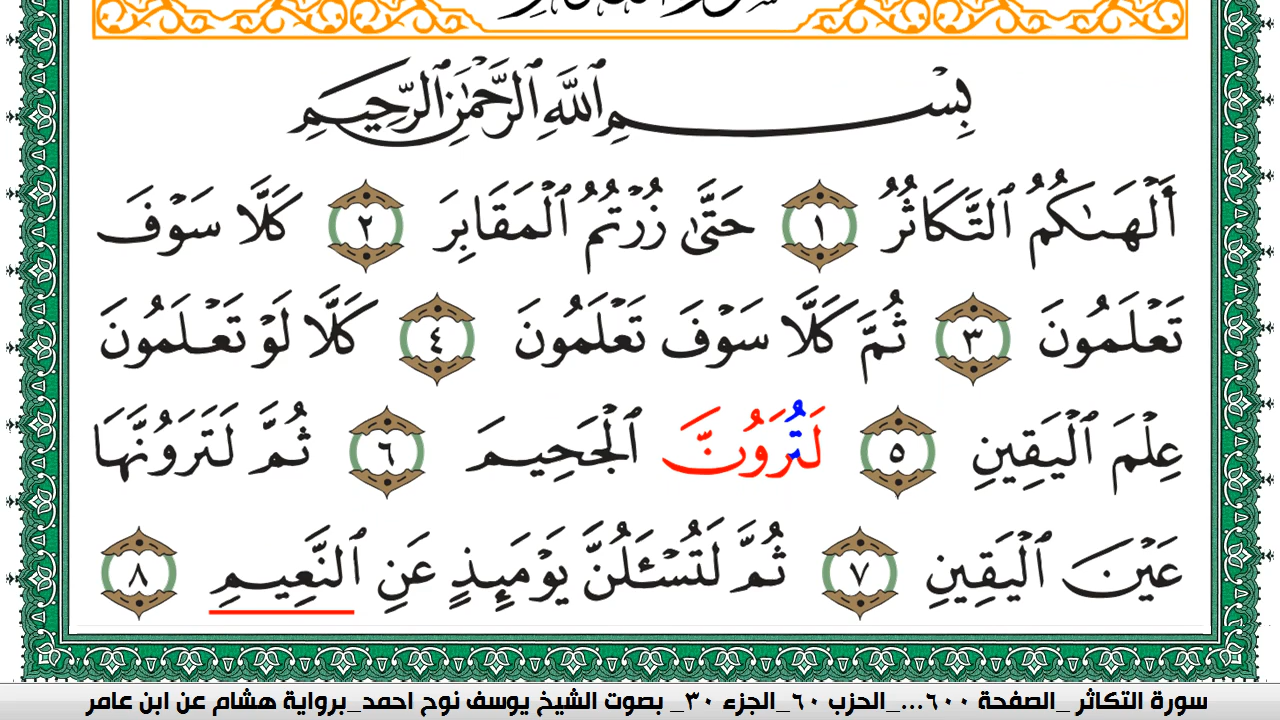 بِسْمِ ٱللَّهِ ٱلرَّحْمَٰنِ ٱلرَّحِيمِ
أَلْهَىٰكُمُ ٱلتَّكَاثُرُ ١ حَتَّىٰ زُرْتُمُ ٱلْمَقَابِرَ ٢ كَلَّا سَوْفَ
تَعْلَمُونَ ٣ ثُمَّ كَلَّا سَوْفَ تَعْلَمُونَ ٤ كَلَّا لَوْ تَعْلَمُونَ
عِلْمَ ٱلْيَقِينِ ٥ لَتُرَوُنَّ ٱلْجَحِيمَ ٦ ثُمَّ لَتَرَوُنَّهَا
عَيْنَ ٱلْيَقِينِ ٧ ثُمَّ لَتُسْـَٔلُنَّ يَوْمَئِذٍ عَنِ ٱلنَّعِيمِ ٨
سورة التكاثر _الصفحة ٦٠٠..._الحزب ٦٠_الجزء ٣٠_ بصوت الشيخ يوسف نوح احمد_برواية هشام عن ابن عامر